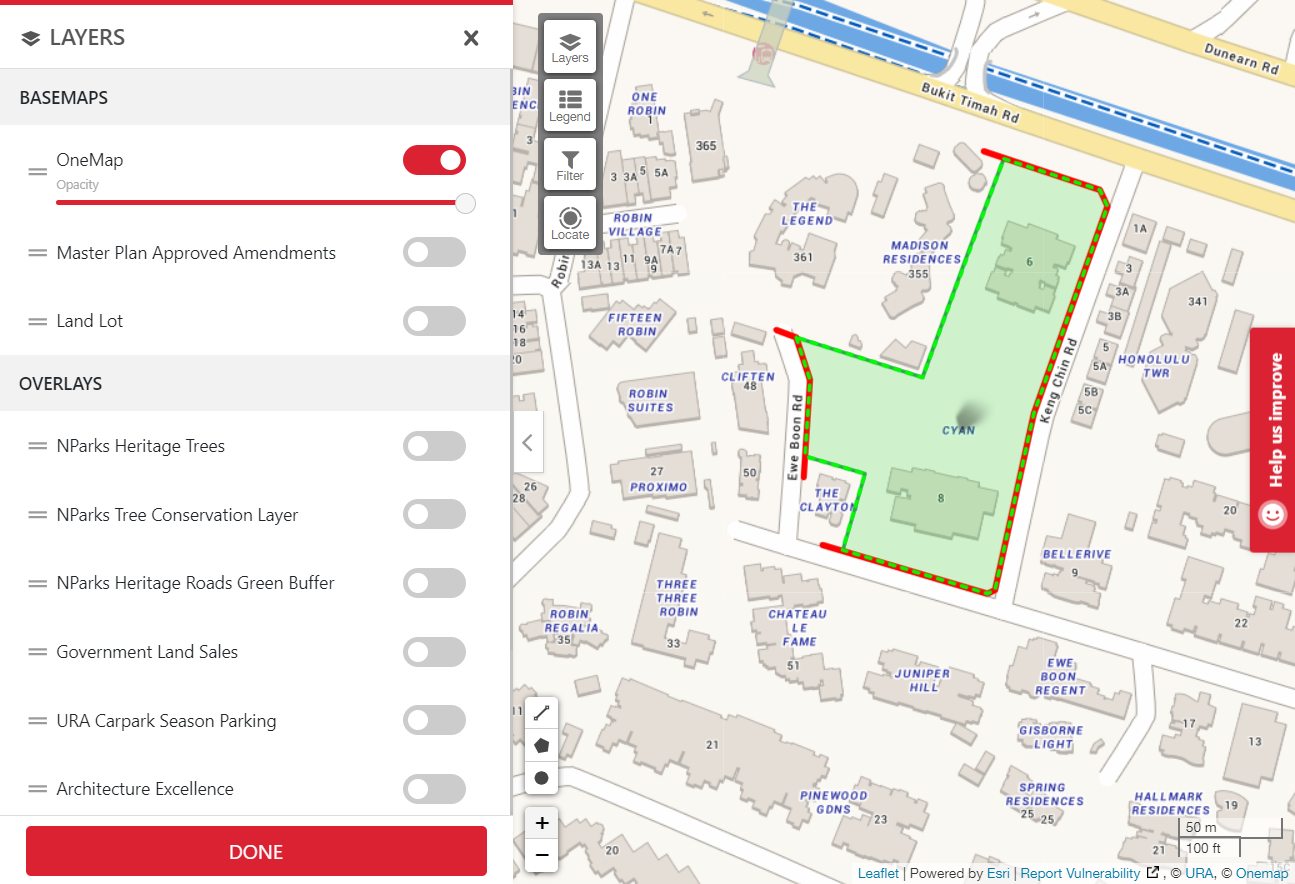 LAYERS
BASEMAPS
OneMap
Opacity
Master Plan Approved Amendments
Land Lot
OVERLAYS
NParks Heritage Trees
NParks Tree Conservation Layer
NParks Heritage Roads Green Buffer
Government Land Sales
URA Carpark Season Parking
Architecture Excellence
DONE
Layers
Legend
Filter
Locate
Dunearn Rd
Bukit Timah Rd
ONE
ROBIN
1
365
3 3A 5 5A
ROBIN
VILLAGE
7A 7
13A 13 11 9A 9
THE
LEGEND
361
MADISON
RESIDENCES
355
6
1A
3
3A
3B
5
5A
5B
5C
341
HONOLULU
TWR
Keng Chin Rd
Robin
14
16
18
20
FIFTEEN
ROBIN
CLIFTEN
48
ROBIN
SUITES
Ewe Boon Rd
CYAN
27
PROXIMO
50
THE
CLAYTON
8
26
28
20
BELLERIVE
9
22
THREE
THREE
ROBIN
33
ROBIN
REGALIA
35
CHATEAU
LE
FAME
51
JUNIPER
HILL
EWE
BOON
REGENT
GISBORNE
LIGHT
17
13
21
PINEWOOD
GDNS
23
SPRING
RESIDENCES
25 25
HALLMARK
RESIDENCES
19
21
20
Help us improve
+
−
50 m
100 ft
Leaflet | Powered by Esri | Report Vulnerability , © URA, © Onemap